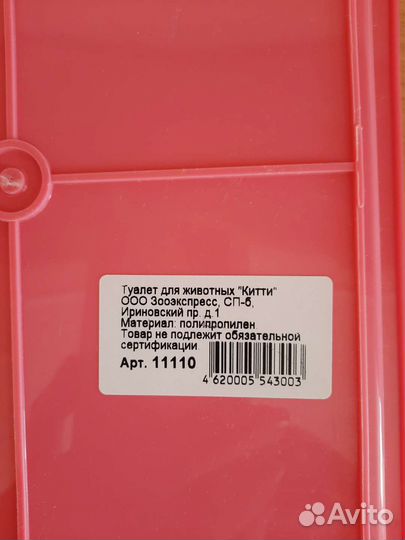 Туалет для животных "Китти"
ООО Зооэкспресс, СП-б,
Ириновский пр. д.1
Материал: полипропилен
Товар не подлежит обязательной
сертификации
Арт. 11110
4 620005 543003
Avito